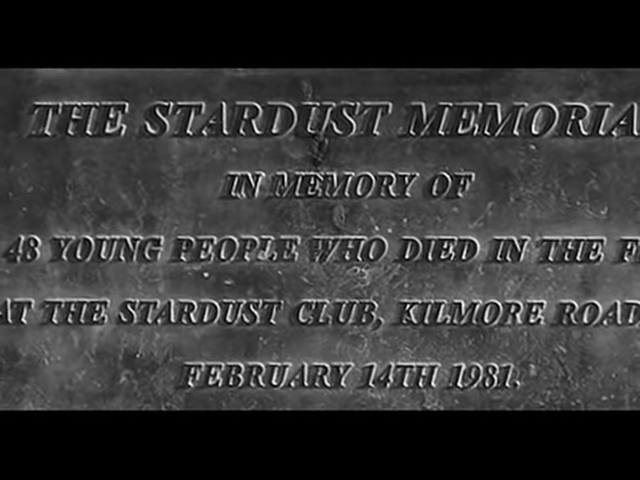 THE STARDUST MEMORIA
IN MEMORY OF
48 YOUNG PEOPLE WHO DIED IN THE F
AT THE STARDUST CLUB, KILMORE ROAD
FEBRUARY 14TH 1981.